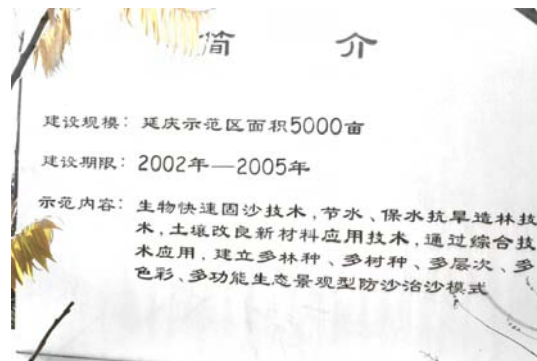 简 介
建设规模：延庆示范区面积5000亩
建设期限：2002年—2005年
示范内容：生物快速固沙技术，节水、保水抗旱造林技
术，土壤改良新材料应用技术，通过综合技
术应用，建立多林种、多树种、多层次、多
色彩、多功能生态景观型防沙治沙模式